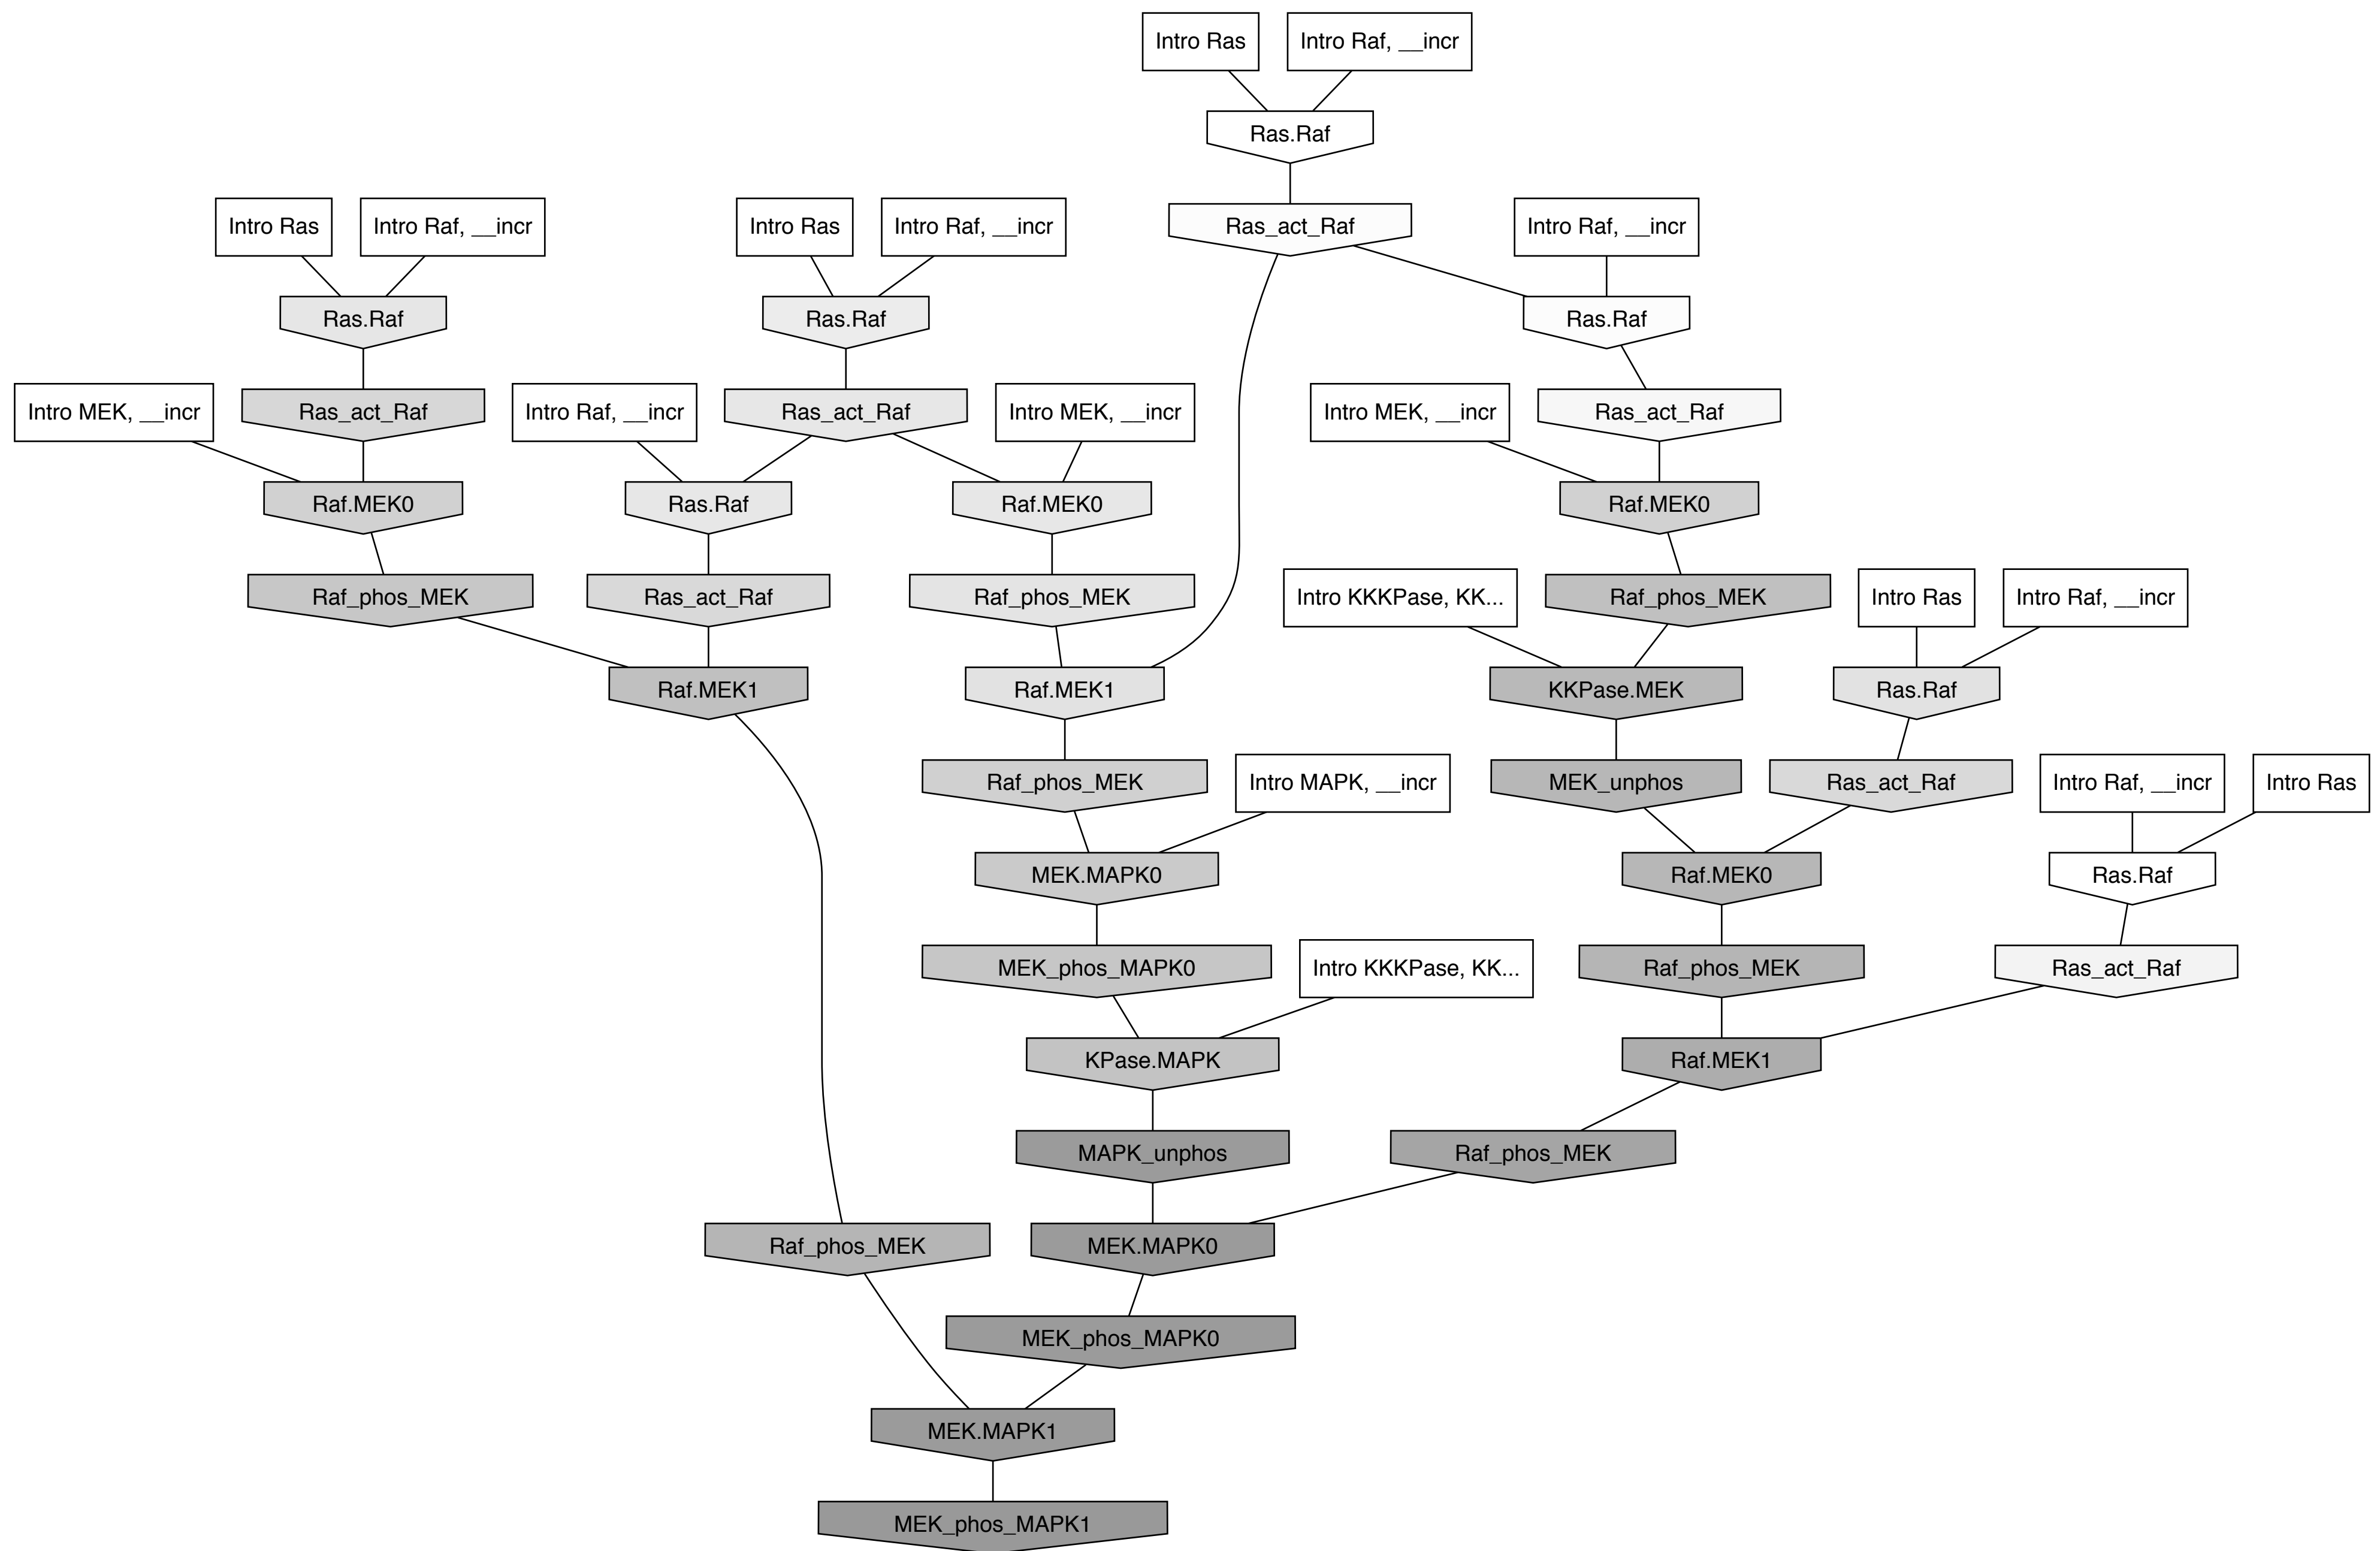 Intro Ras
Intro Raf, __incr
Ras.Raf
Intro Ras
Intro Raf, __incr
Intro Ras
Intro Raf, __incr
Ras_act_Raf
Intro Raf, __incr
Ras.Raf
Ras.Raf
Ras.Raf
Intro MEK, __incr
Ras_act_Raf
Intro Raf, __incr
Ras_act_Raf
Intro MEK, __incr
Intro MEK, __incr
Ras_act_Raf
Raf.MEK0
Ras.Raf
Raf.MEK0
Raf.MEK0
Raf_phos_MEK
Ras_act_Raf
Raf_phos_MEK
Intro KKKPase, KK...
Raf_phos_MEK
Intro Ras
Intro Raf, __incr
Raf.MEK1
Raf.MEK1
KKPase.MEK
Ras.Raf
Raf_phos_MEK
Intro MAPK, __incr
MEK_unphos
Ras_act_Raf
Intro Raf, __incr
Intro Ras
MEK.MAPK0
Raf.MEK0
Ras.Raf
MEK_phos_MAPK0
Intro KKKPase, KK...
Raf_phos_MEK
Ras_act_Raf
KPase.MAPK
Raf.MEK1
MAPK_unphos
Raf_phos_MEK
Raf_phos_MEK
MEK.MAPK0
MEK_phos_MAPK0
MEK.MAPK1
MEK_phos_MAPK1